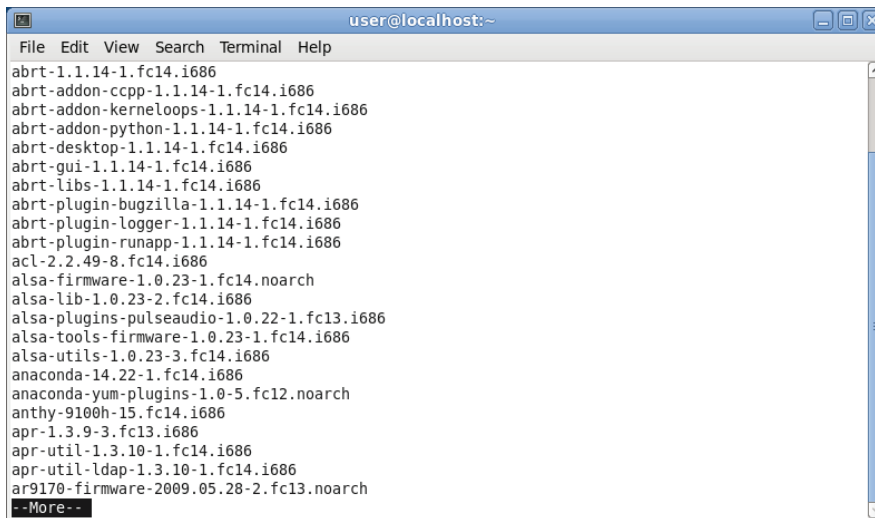 user@localhost:~
File Edit View Search Terminal Help
abrt-1.1.14-1.fc14.i686
abrt-addon-ccpp-1.1.14-1.fc14.i686
abrt-addon-kerneloops-1.1.14-1.fc14.i686
abrt-addon-python-1.1.14-1.fc14.i686
abrt-desktop-1.1.14-1.fc14.i686
abrt-gui-1.1.14-1.fc14.i686
abrt-libs-1.1.14-1.fc14.i686
abrt-plugin-bugzilla-1.1.14-1.fc14.i686
abrt-plugin-logger-1.1.14-1.fc14.i686
abrt-plugin-runapp-1.1.14-1.fc14.i686
acl-2.2.49-8.fc14.i686
alsa-firmware-1.0.23-1.fc14.noarch
alsa-lib-1.0.23-2.fc14.i686
alsa-plugins-pulseaudio-1.0.22-1.fc13.i686
alsa-tools-firmware-1.0.23-1.fc14.i686
alsa-utils-1.0.23-3.fc14.i686
anaconda-14.22-1.fc14.i686
anaconda-yum-plugins-1.0-5.fc12.noarch
anthy-9100h-15.fc14.i686
apr-1.3.9-3.fc13.i686
apr-util-1.3.10-1.fc14.i686
apr-util-ldap-1.3.10-1.fc14.i686
ar9170-firmware-2009.05.28-2.fc13.noarch
--More--